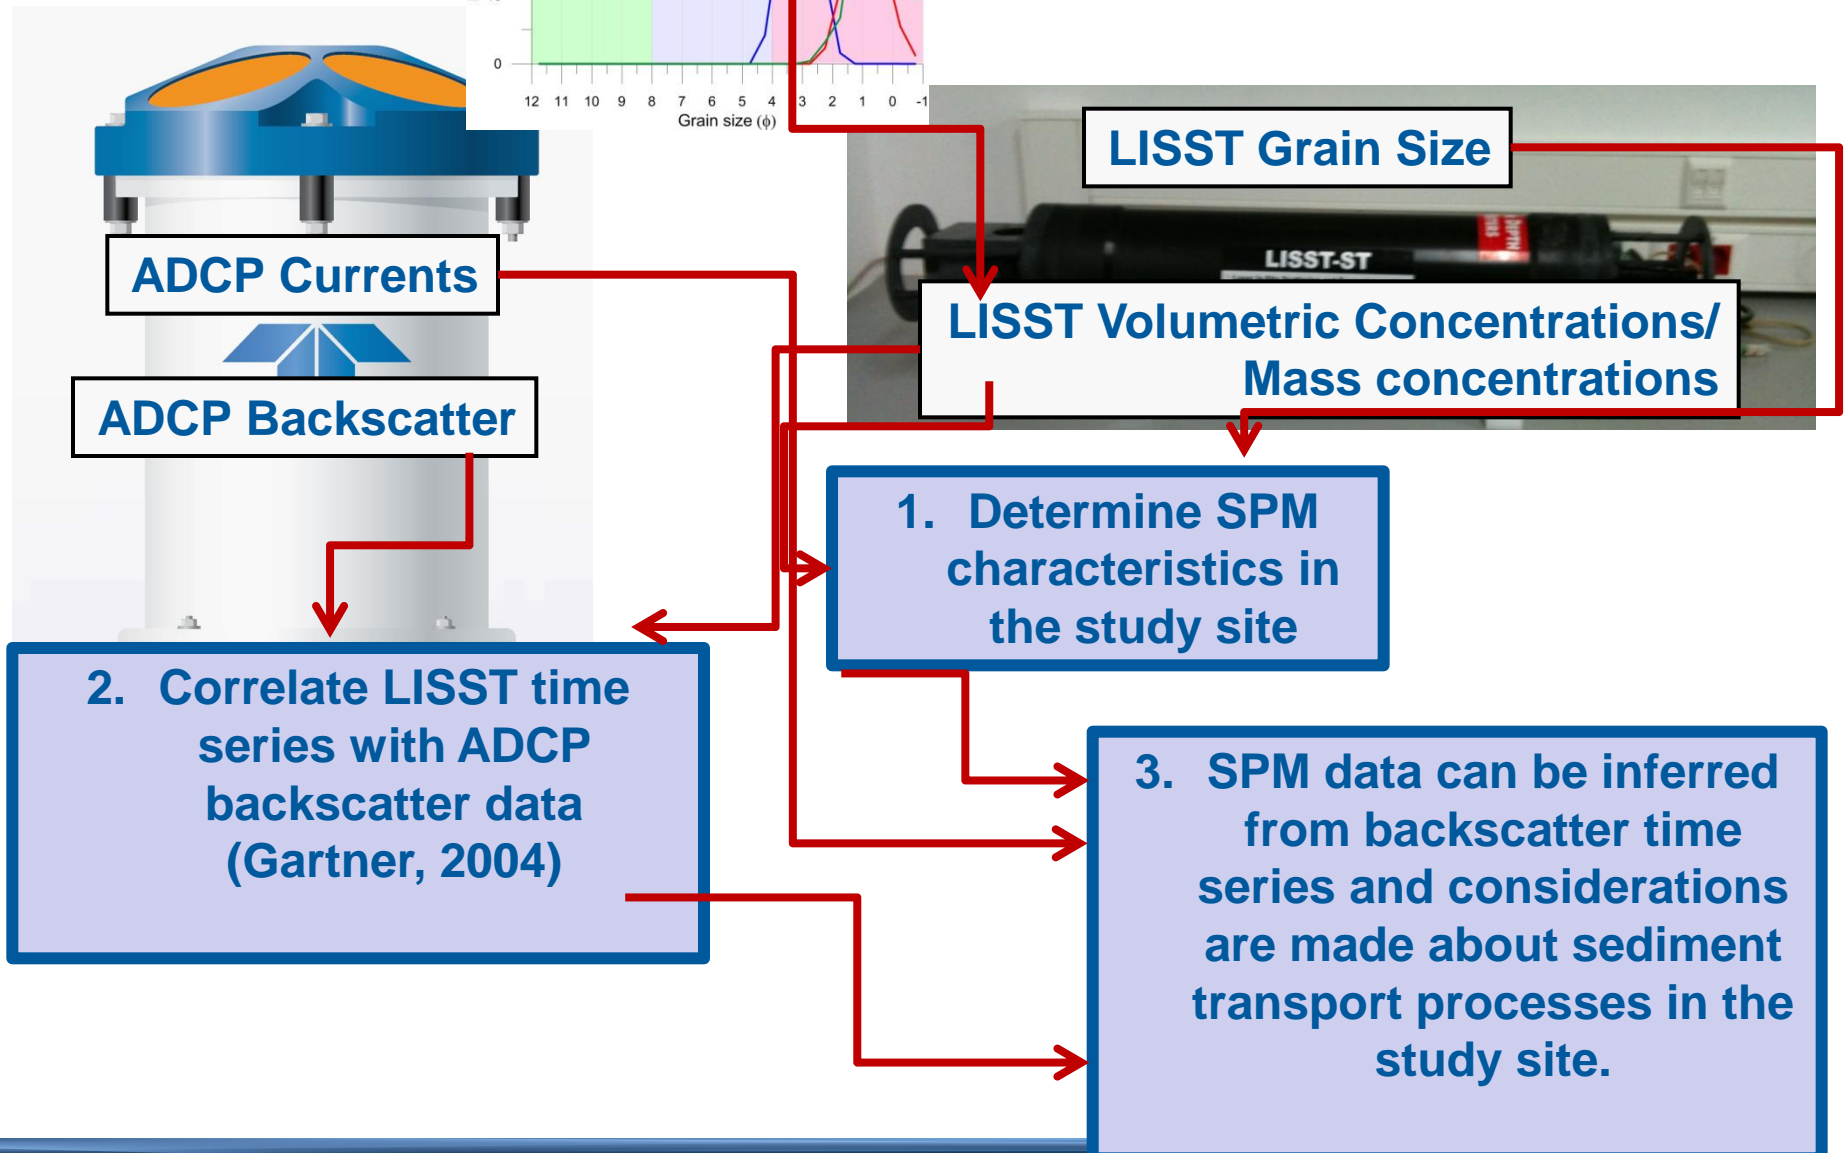 0
12 11 10 9 8 7 6 5 4 3 2 1 0 -1
Grain size (ϕ)
LISST Grain Size
LISST-ST
ADCP Currents
LISST Volumetric Concentrations/
Mass concentrations
ADCP Backscatter
1. Determine SPM
characteristics in
the study site
2. Correlate LISST time
series with ADCP
backscatter data
(Gartner, 2004)
3. SPM data can be inferred
from backscatter time
series and considerations
are made about sediment
transport processes in the
study site.